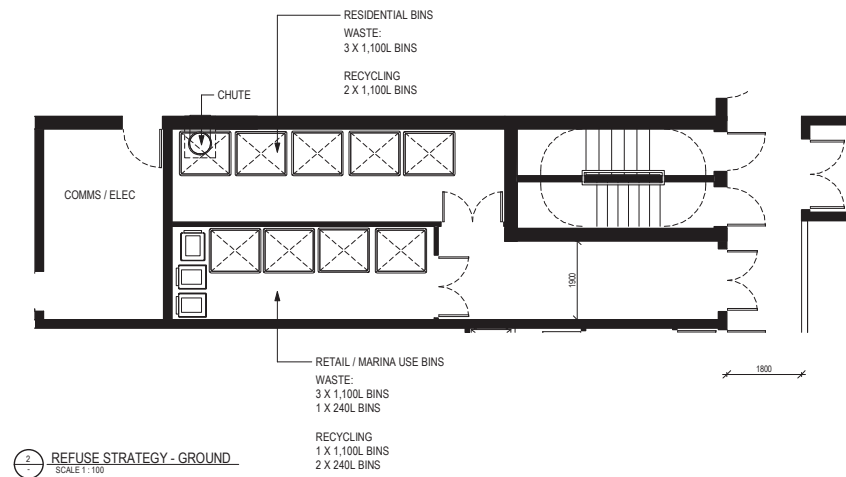 RESIDENTIAL BINS
WASTE:
3 X 1,100L BINS
RECYCLING
2 X 1,100L BINS
CHUTE
COMMS / ELEC
1900
1800
RETAIL / MARINA USE BINS
WASTE:
3 X 1,100L BINS
1 X 240L BINS
RECYCLING
1 X 1,100L BINS
2 X 240L BINS
2
-
REFUSE STRATEGY - GROUND
SCALE 1 : 100